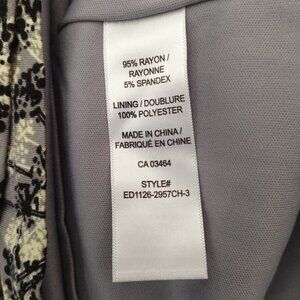 95% RAYON /
RAYONNE
5% SPANDEX
LINING / DOUBLURE
100% POLYESTER
MADE IN CHINA /
FABRIQUÉ EN CHINE
CA 03464
STYLE#
ED1126-2957CH-3